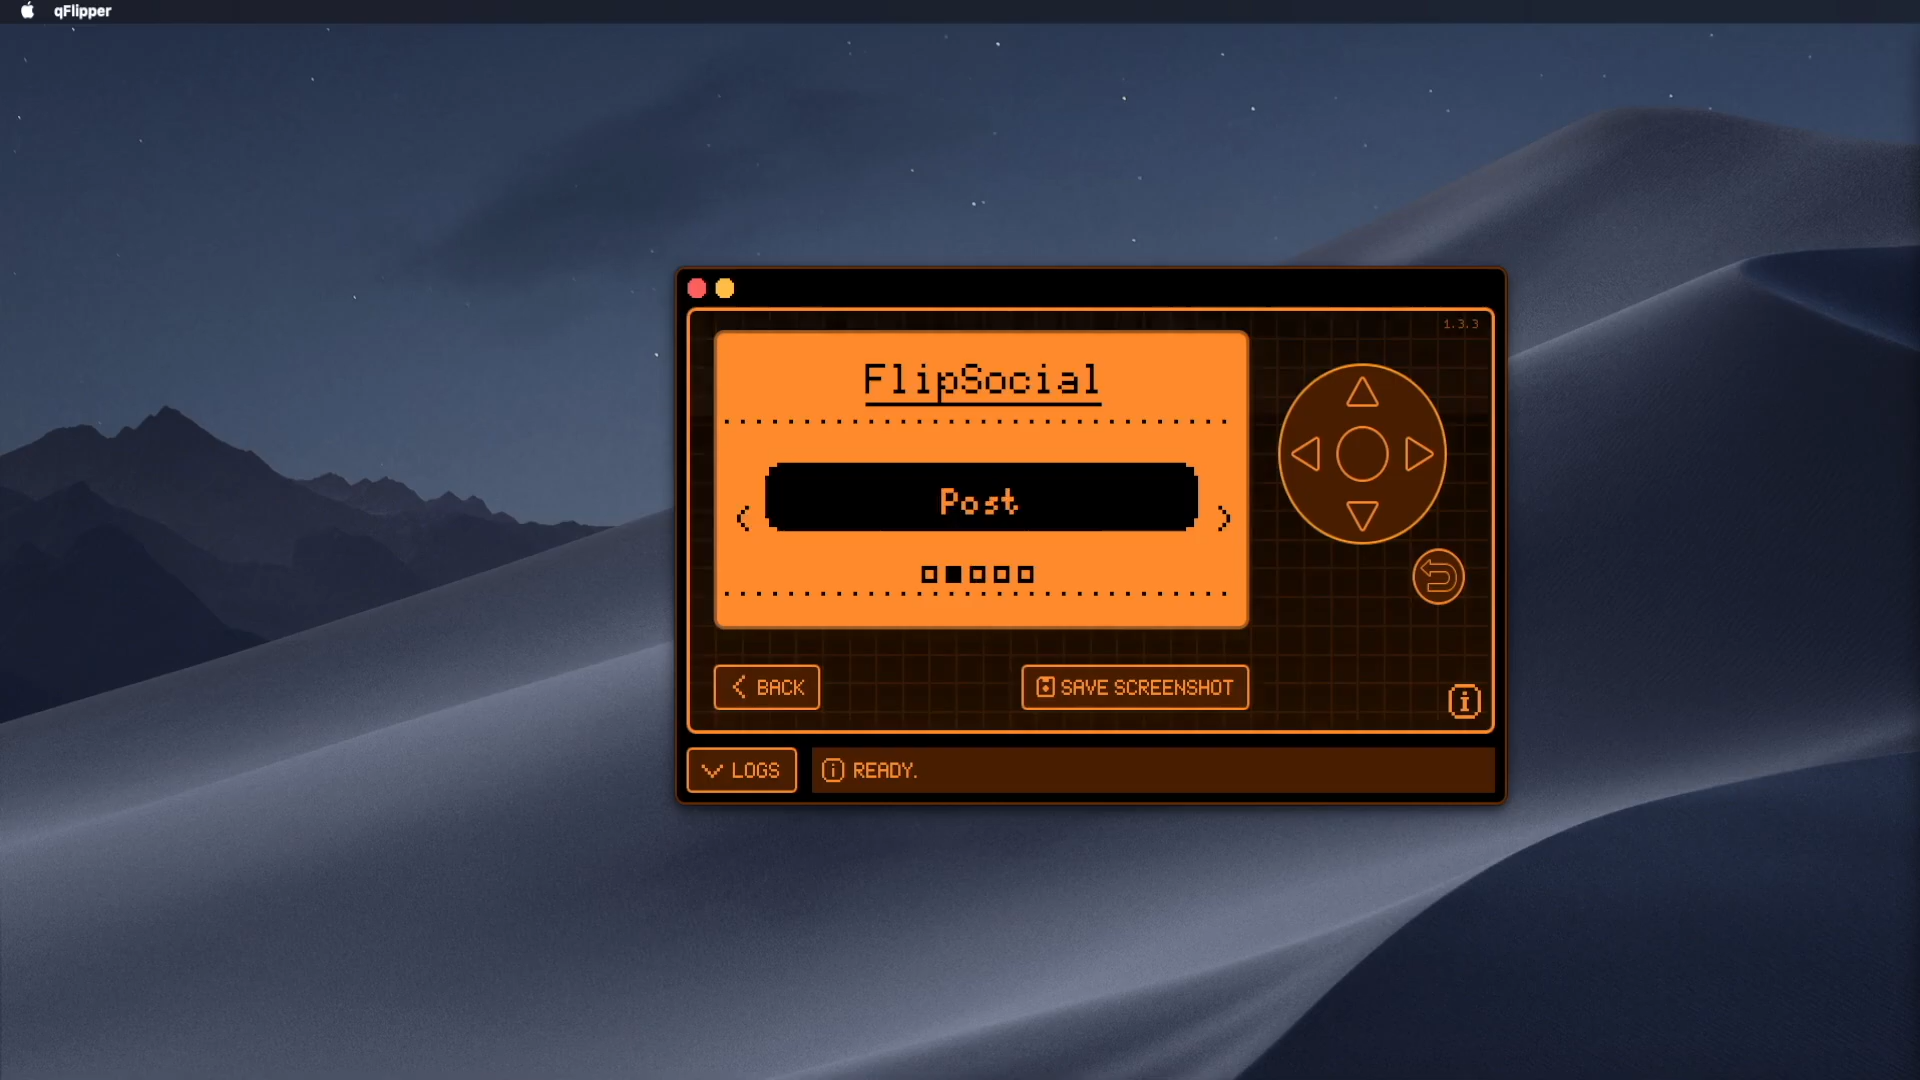 qFlipper
1.3.3
FlipSocial
< Post >
BACK
SAVE SCREENSHOT
LOGS
READY.